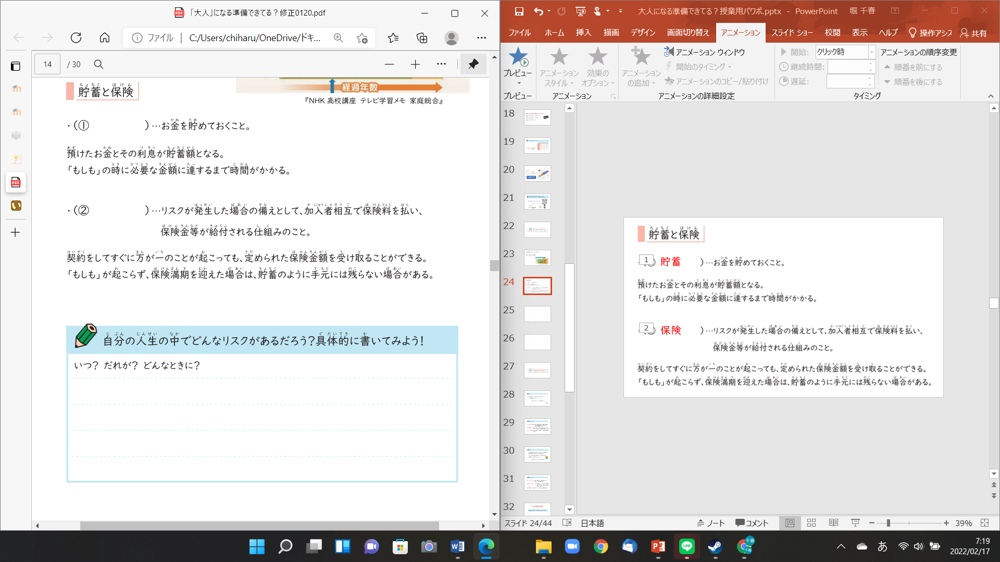 「大人」になる準備できてる？修正0120.pdf
ファイル
C:/Users/chiharu/OneDrive/ドキ...
14 / 30
貯蓄と保険
ちょちく ほけん
経過年数
『NHK 高校講座 テレビ学習メモ 家庭総合』
・(① )…お金を貯めておくこと。
預けたお金とその利息が貯蓄額となる。
「もしも」の時に必要な金額に達するまで時間がかかる。
・(② )…リスクが発生した場合の備えとして、加入者相互で保険料を払い、
保険金等が給付される仕組みのこと。
契約をしてすぐに万が一のことが起こっても、定められた保険金額を受け取ることができる。
「もしも」が起こらず、保険満期を迎えた場合は、貯蓄のように手元には残らない場合がある。
自分の人生の中でどんなリスクがあるだろう？具体的に書いてみよう！
いつ？ だれが？ どんなときに？
大人になる準備できてる？授業用パワポ.pptx - PowerPoint
堀 千春
ファイル ホーム 挿入 描画 デザイン 画面切り替え アニメーション スライド ショー 校閲 表示 ヘルプ 操作アシス 共有
プレビュー
アニメーション スタイル
効果の オプション
アニメーション の追加
アニメーション ウィンドウ
開始のタイミング
アニメーションのコピー/貼り付け
開始: クリック時
継続時間:
遅延:
アニメーションの順序変更
順番を前にする
順番を後にする
プレビュー
アニメーション
アニメーションの詳細設定
タイミング
18
19
20
21
22
23
24
25
26
27
28
29
30
31
32
貯蓄と保険
1 貯蓄 )…お金を貯めておくこと。
預けたお金とその利息が貯蓄額となる。
「もしも」の時に必要な金額に達するまで時間がかかる。
2 保険 )…リスクが発生した場合の備えとして、加入者相互で保険料を払い、
保険金等が給付される仕組みのこと。
契約をしてすぐに万が一のことが起こっても、定められた保険金額を受け取ることができる。
「もしも」が起こらず、保険満期を迎えた場合は、貯蓄のように手元には残らない場合がある。
スライド 24/44
日本語
ノート
コメント
39%
あ
7:19
2022/02/17